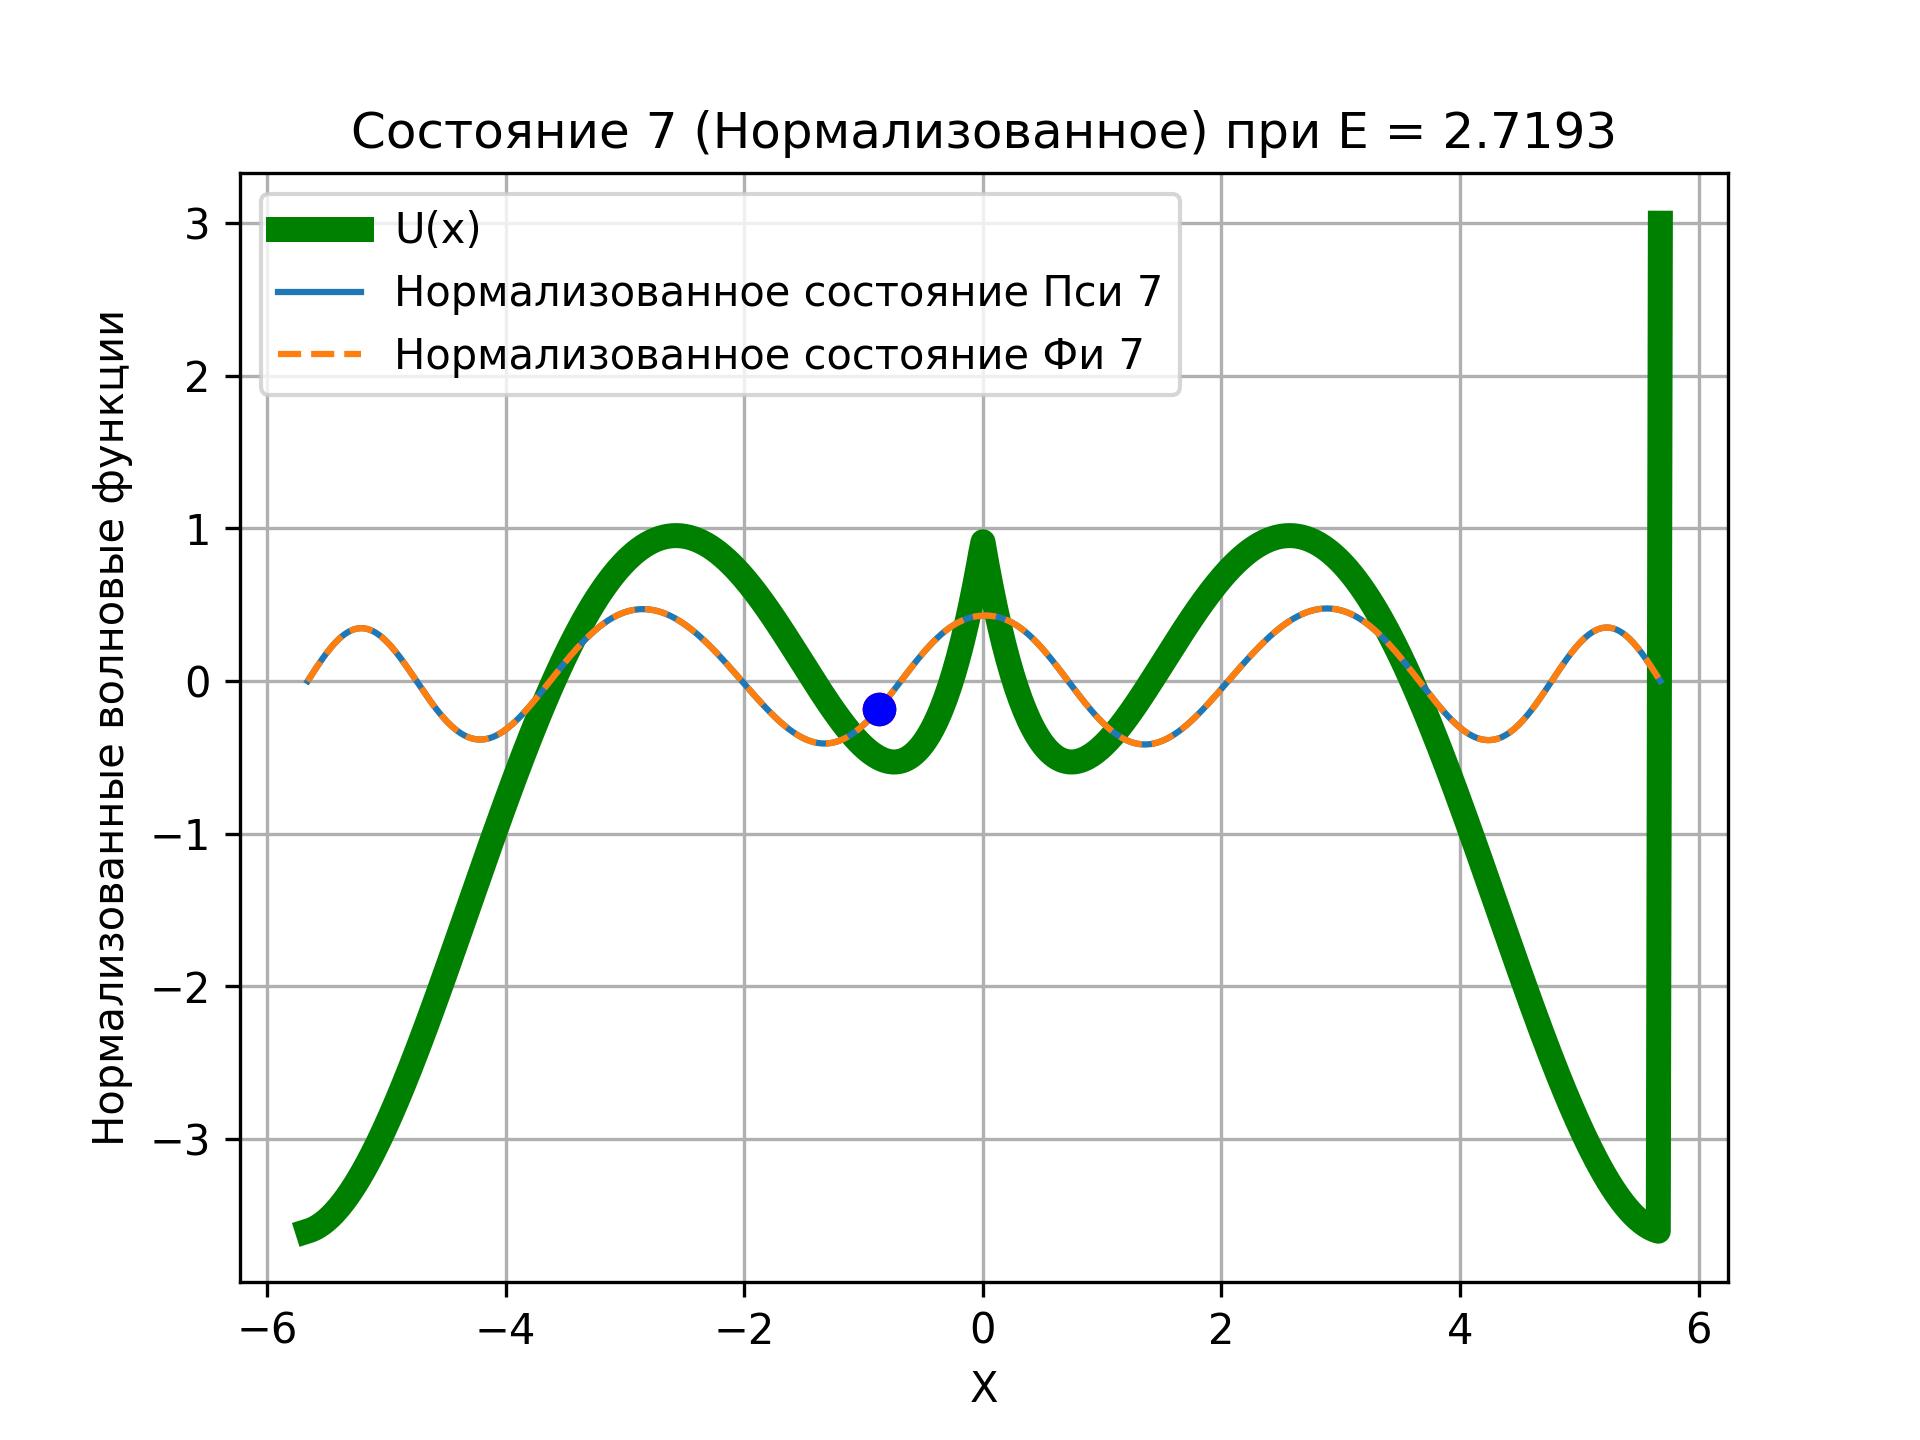 Состояние 7 (Нормализованное) при E = 2.7193
U(x)
Нормализованное состояние Пси 7
Нормализованное состояние Фи 7
Нормализованные волновые функции
3
2
1
0
−1
−2
−3
−6 −4 −2 0 2 4 6
X